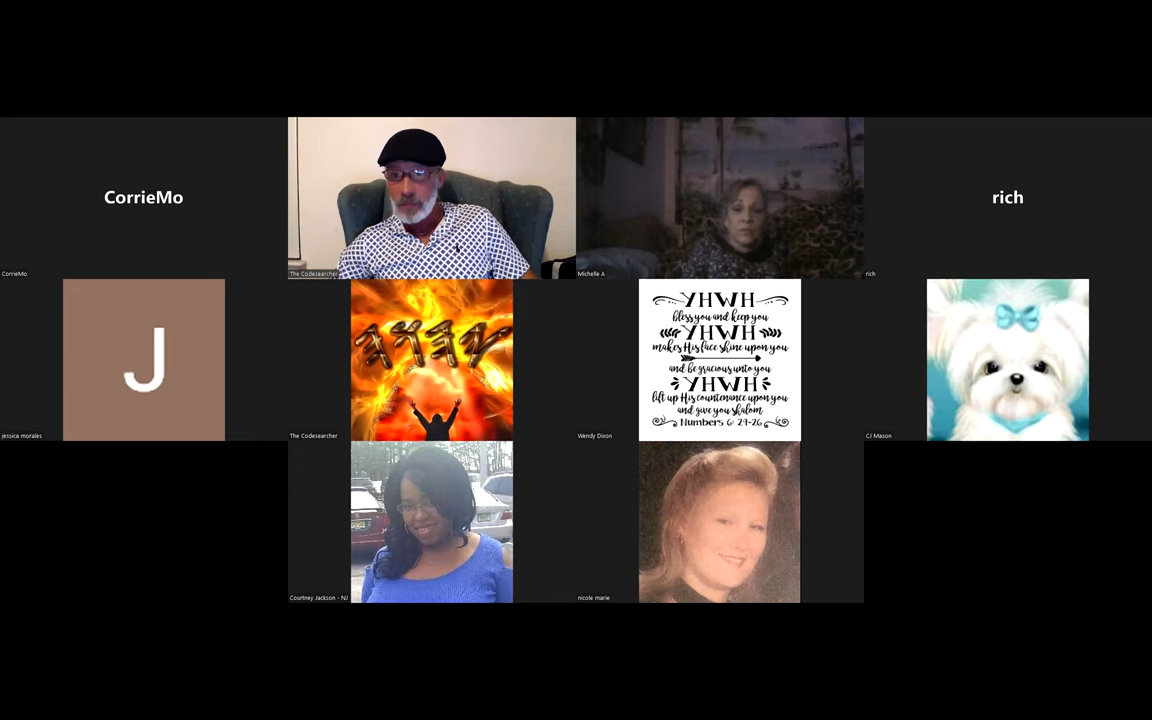 CorrieMo
CorrieMo
The Codesearcher
Michelle A
rich
rich
J
jessica morales
𐤉𐤄𐤅𐤄
The Codesearcher
YHWH
bless you and keep you
YHWH
makes His face shine upon you
and be gracious unto you
YHWH
lift up His countenance upon you
and give you shalom
Numbers 6: 24-26
Wendy Dixon
CJ Mason
Courtney Jackson - NJ
nicole marie